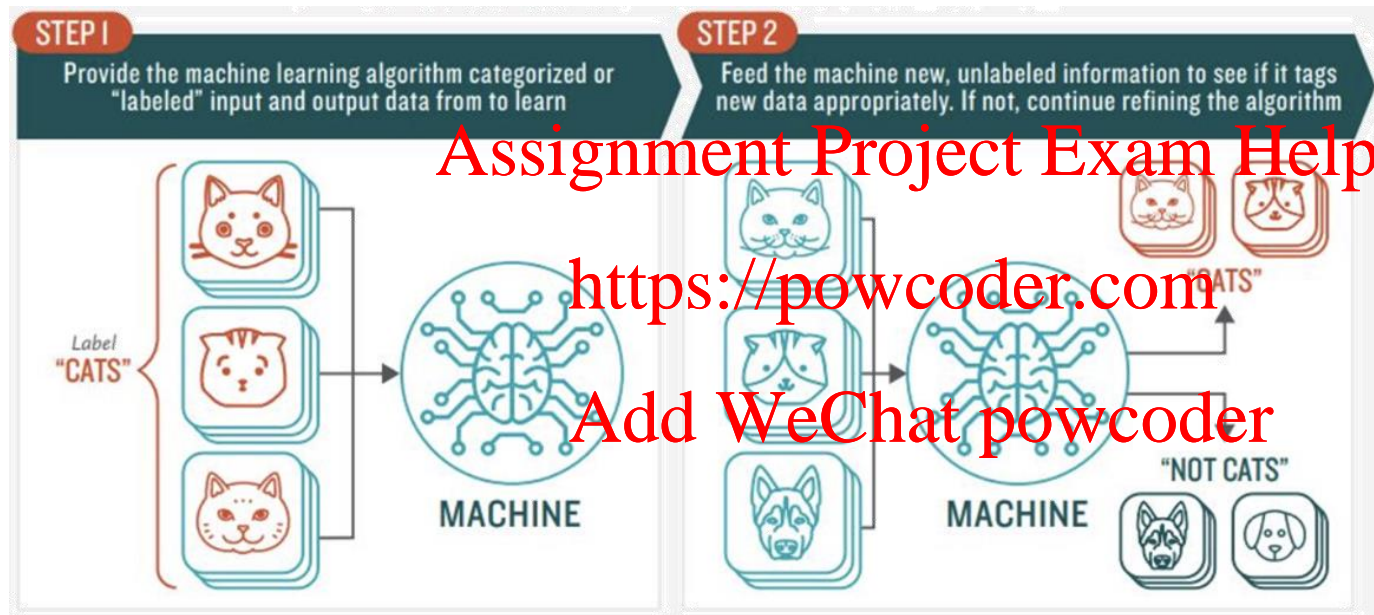 STEP 1
Provide the machine learning algorithm categorized or
"labeled" input and output data from to learn
Label
"CATS"
MACHINE
STEP 2
Feed the machine new, unlabeled information to see if it tags
new data appropriately. If not, continue refining the algorithm
Assignment Project Exam Help
https://powcoder.com
Add WeChat powcoder
"CATS"
MACHINE
"NOT CATS"